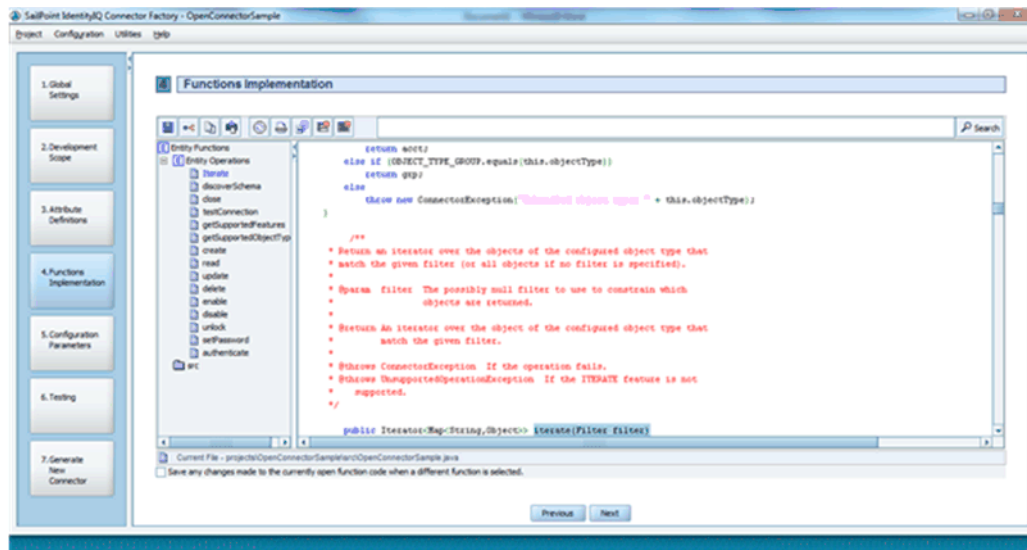 SailPoint IdentityIQ Connector Factory - OpenConnectorSample
Project Configuration Utilities Help
1.Global
Settings
2.Development
Scope
3.Attribute
Definitions
4.Functions
Implementation
5.Configuration
Parameters
6.Testing
7.Generate
New
Connector
4 Functions Implementation
Search
Entity Functions
Entity Operations
Iterate
discoverSchema
close
testConnection
getSupportedFeatures
getSupportedObjectTyp
create
read
update
delete
enable
disable
unlock
setPassword
authenticate
src
return acct;
else if (OBJECT_TYPE_GROUP.equals(this.objectType))
return grp;
else
throw new ConnectorException(" " + this.objectType);
}
/**
* Return an iterator over the objects of the configured object type that
* match the given filter (or all objects if no filter is specified).
*
* @param filter The possibly null filter to use to constrain which
* objects are returned.
*
* @return An iterator over the object of the configured object type that
* match the given filter.
*
* @throws ConnectorException If the operation fails.
* @throws UnsupportedOperationException If the ITERATE feature is not
* supported.
*/
public Iterator<Map<String,Object>> iterate(Filter filter)
Current File - projects\OpenConnectorSample\src\OpenConnectorSample.java
Save any changes made to the currently open function code when a different function is selected.
Previous Next